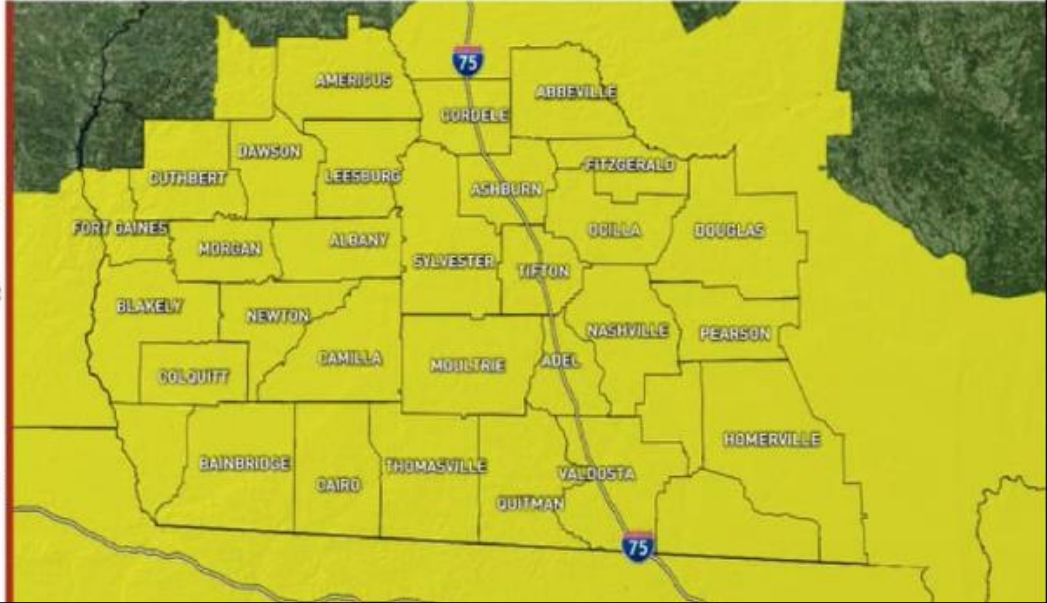 75
AMERICUS
ABBEVILLE
CORDELE
DAWSON
FITZGERALD
CUTHBERT
LEESBURG
ASHBURN
FORT GAINES
OCILLA
DOUGLAS
MORGAN
ALBANY
SYLVESTER
TIFTON
BLAKELY
NEWTON
NASHVILLE
PEARSON
CAMILLA
MOULTRIE
ADEL
COLQUITT
HOMERVILLE
BAINBRIDGE
THOMASVILLE
VALDOSTA
CAIRO
QUITMAN
75